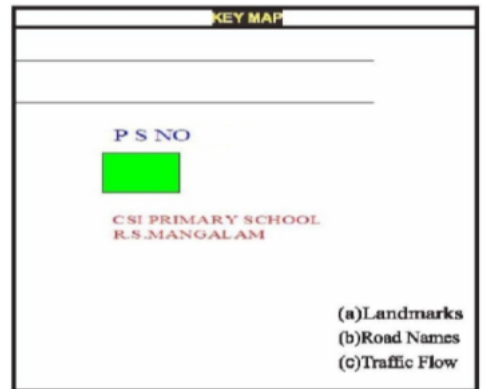 KEY MAP
P S NO
CSI PRIMARY SCHOOL
R.S.MANGALAM
(a)Landmarks
(b)Road Names
(c)Traffic Flow